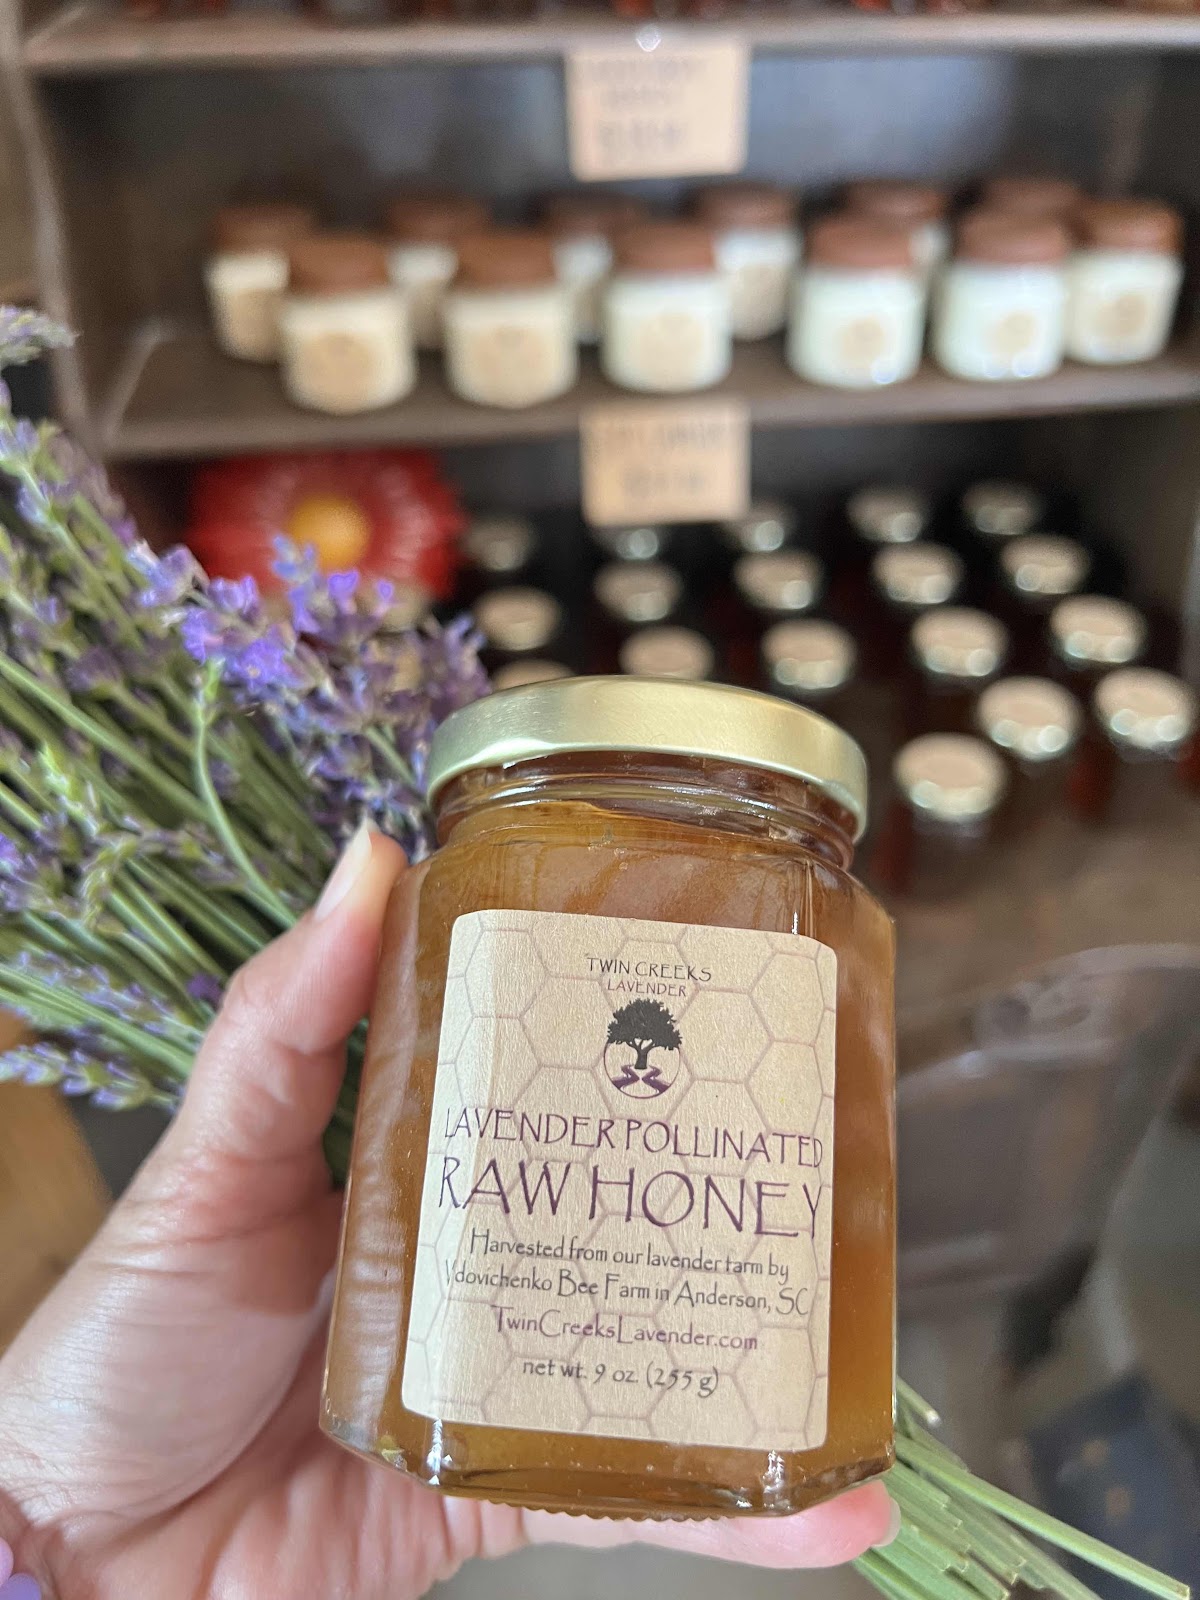 TWIN CREEKS
LAVENDER
LAVENDER POLLINATED
RAW HONEY
Harvested from our lavender farm by
Vdovichenko Bee Farm in Anderson, SC
TwinCreeksLavender.com
net wt. 9 oz. (255 g)